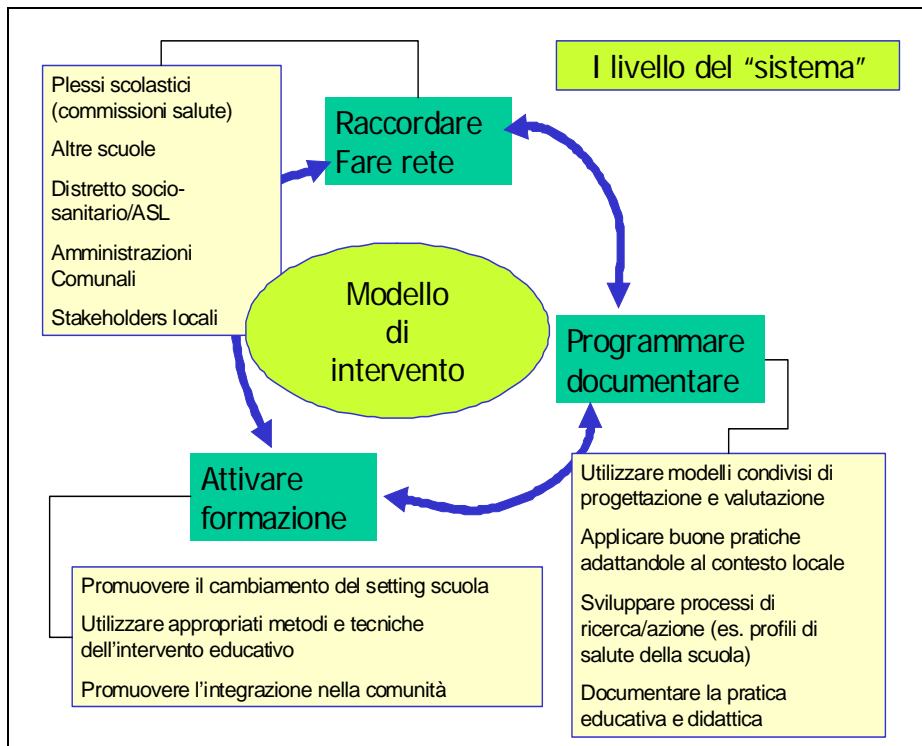 I livello del “sistema”
Plessi scolastici
(commissioni salute)
Altre scuole
Distretto socio-
sanitario/ASL
Amministrazioni
Comunali
Stakeholders locali
Raccordare
Fare rete
Modello
di
intervento
Programmare
documentare
Attivare
formazione
Utilizzare modelli condivisi di
progettazione e valutazione
Applicare buone pratiche
adattandole al contesto locale
Sviluppare processi di
ricerca/azione (es. profili di
salute della scuola)
Documentare la pratica
educativa e didattica
Promuovere il cambiamento del setting scuola
Utilizzare appropriati metodi e tecniche
dell’intervento educativo
Promuovere l’integrazione nella comunità